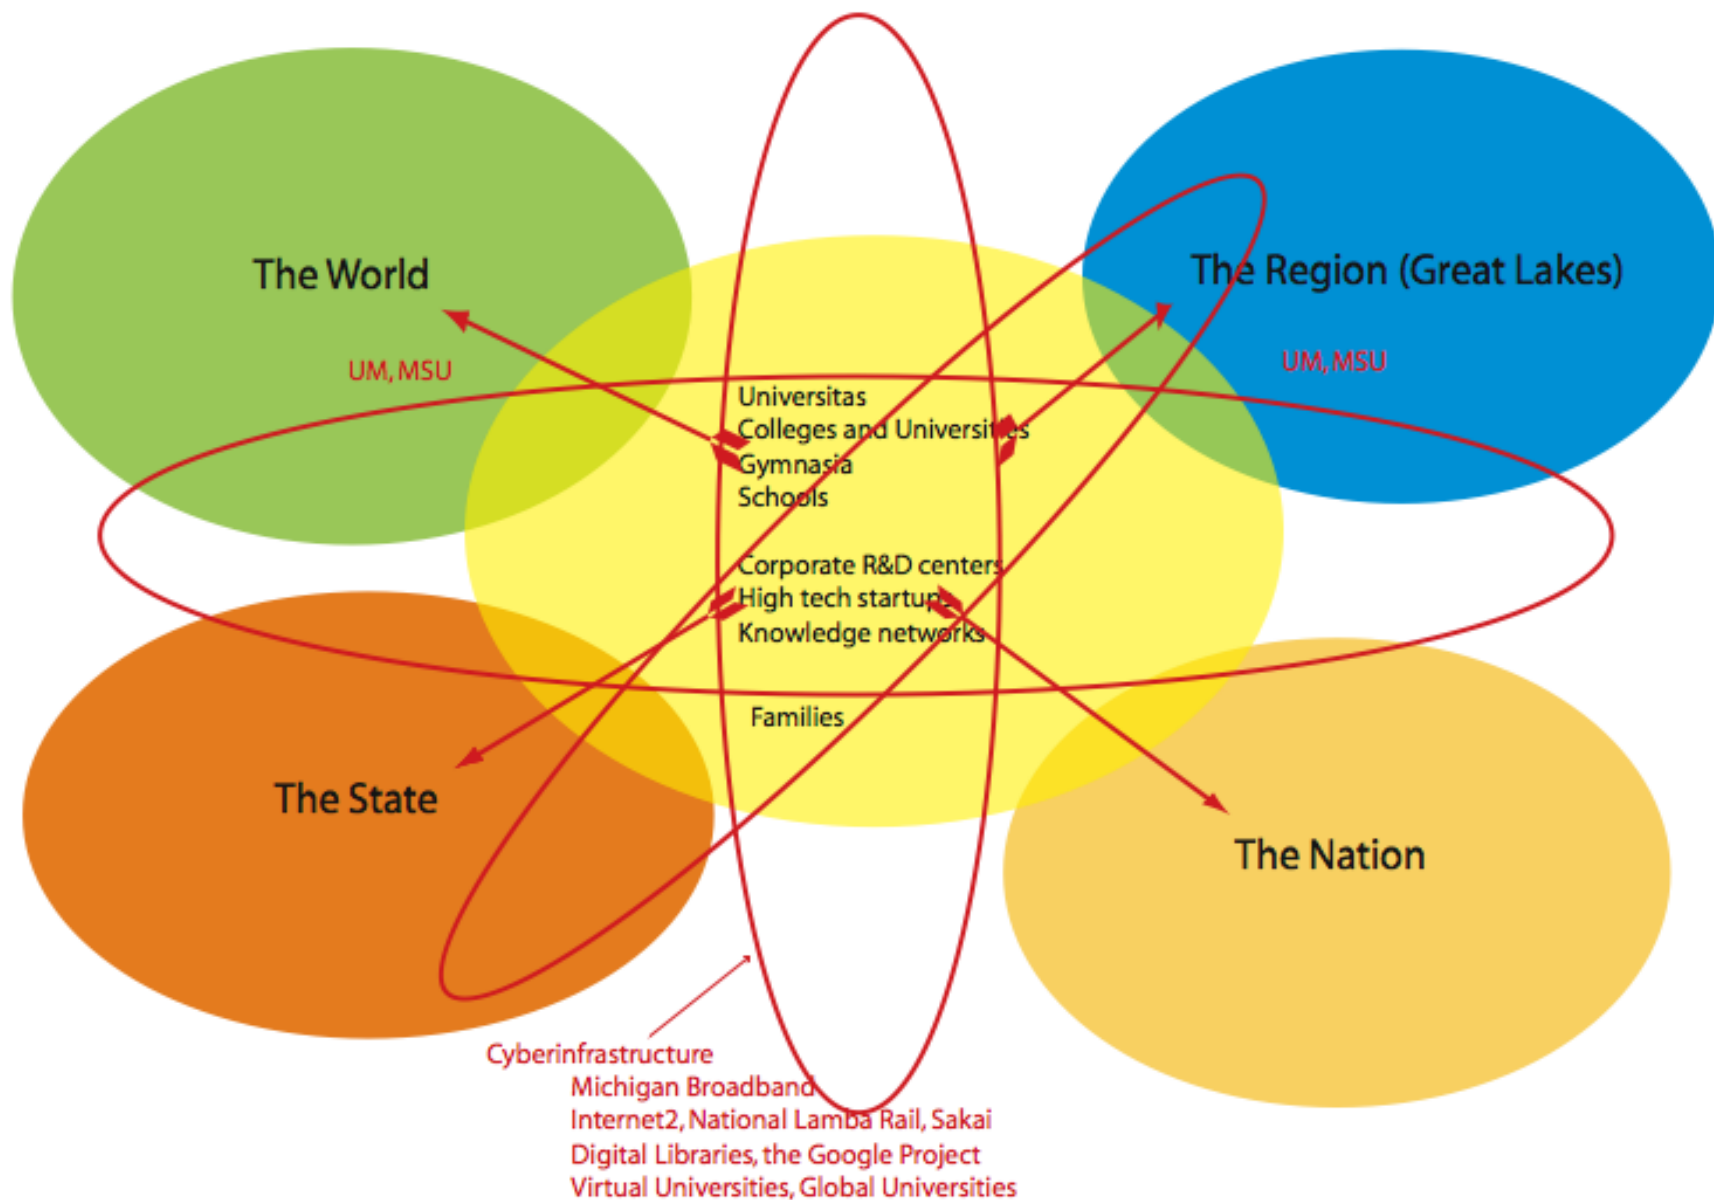 The World
The Region (Great Lakes)
UM, MSU
UM, MSU
Universitas
Colleges and Universities
Gymnasia
Schools
Corporate R&D centers
High tech startups
Knowledge networks
Families
The State
The Nation
Cyberinfrastructure
Michigan Broadband
Internet2, National Lamba Rail, Sakai
Digital Libraries, the Google Project
Virtual Universities, Global Universities